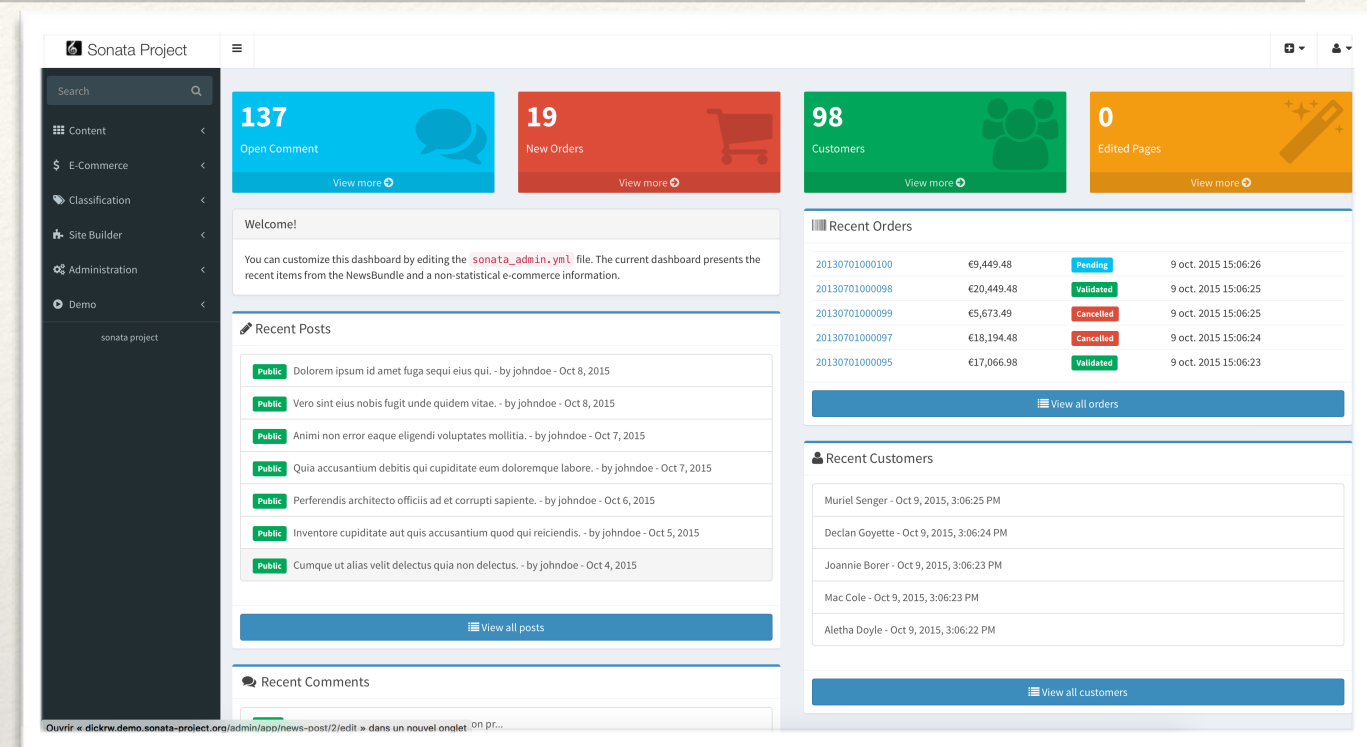 Sonata Project
Search
Content
E-Commerce
Classification
Site Builder
Administration
Demo
sonata project
137
Open Comment
View more
19
New Orders
View more
98
Customers
View more
0
Edited Pages
View more
Welcome!
You can customize this dashboard by editing the sonata_admin.yml file. The current dashboard presents the
recent items from the NewsBundle and a non-statistical e-commerce information.
Recent Posts
Public Dolorem ipsum id amet fuga sequi eius qui. - by johndoe - Oct 8, 2015
Public Vero sint eius nobis fugit unde quidem vitae. - by johndoe - Oct 8, 2015
Public Animi non error eaque eligendi voluptates mollitia. - by johndoe - Oct 7, 2015
Public Quia accusantium debitis qui cupiditate eum doloremque labore. - by johndoe - Oct 7, 2015
Public Perferendis architecto officiis ad et corrupti sapiente. - by johndoe - Oct 6, 2015
Public Inventore cupiditate aut quis accusantium quod qui reiciendis. - by johndoe - Oct 5, 2015
Public Cumque ut alias velit delectus quia non delectus. - by johndoe - Oct 4, 2015
View all posts
Recent Comments
on pr...
Recent Orders
20130701000100 €9,449.48 Pending 9 oct. 2015 15:06:26
20130701000098 €20,449.48 Validated 9 oct. 2015 15:06:25
20130701000099 €5,673.49 Cancelled 9 oct. 2015 15:06:25
20130701000097 €18,194.48 Cancelled 9 oct. 2015 15:06:24
20130701000095 €17,066.98 Validated 9 oct. 2015 15:06:23
View all orders
Recent Customers
Muriel Senger - Oct 9, 2015, 3:06:25 PM
Declan Goyette - Oct 9, 2015, 3:06:24 PM
Joannie Borer - Oct 9, 2015, 3:06:23 PM
Mac Cole - Oct 9, 2015, 3:06:23 PM
Aletha Doyle - Oct 9, 2015, 3:06:22 PM
View all customers
Ouvrir « dickrw.demo.sonata-project.org/admin/app/news-post/2/edit » dans un nouvel onglet